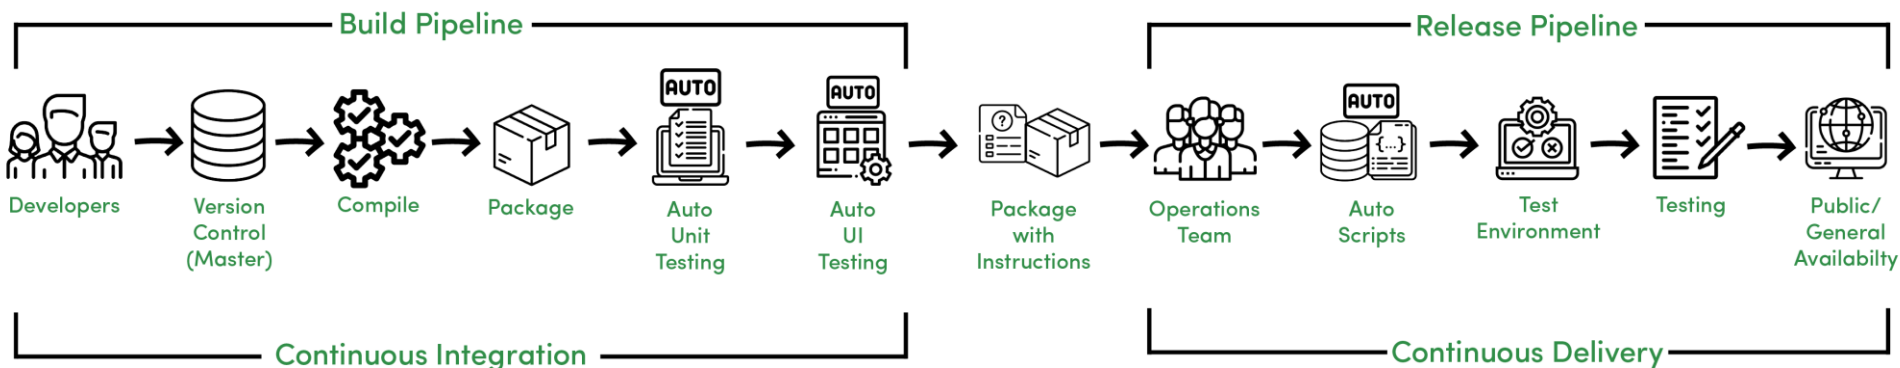 Build Pipeline
Release Pipeline
AUTO
AUTO
AUTO
?
{...}
Developers
Version
Control
(Master)
Compile
Package
Auto
Unit
Testing
Auto
UI
Testing
Package
with
Instructions
Operations
Team
Auto
Scripts
Test
Environment
Testing
Public/
General
Availabilty
Continuous Integration
Continuous Delivery